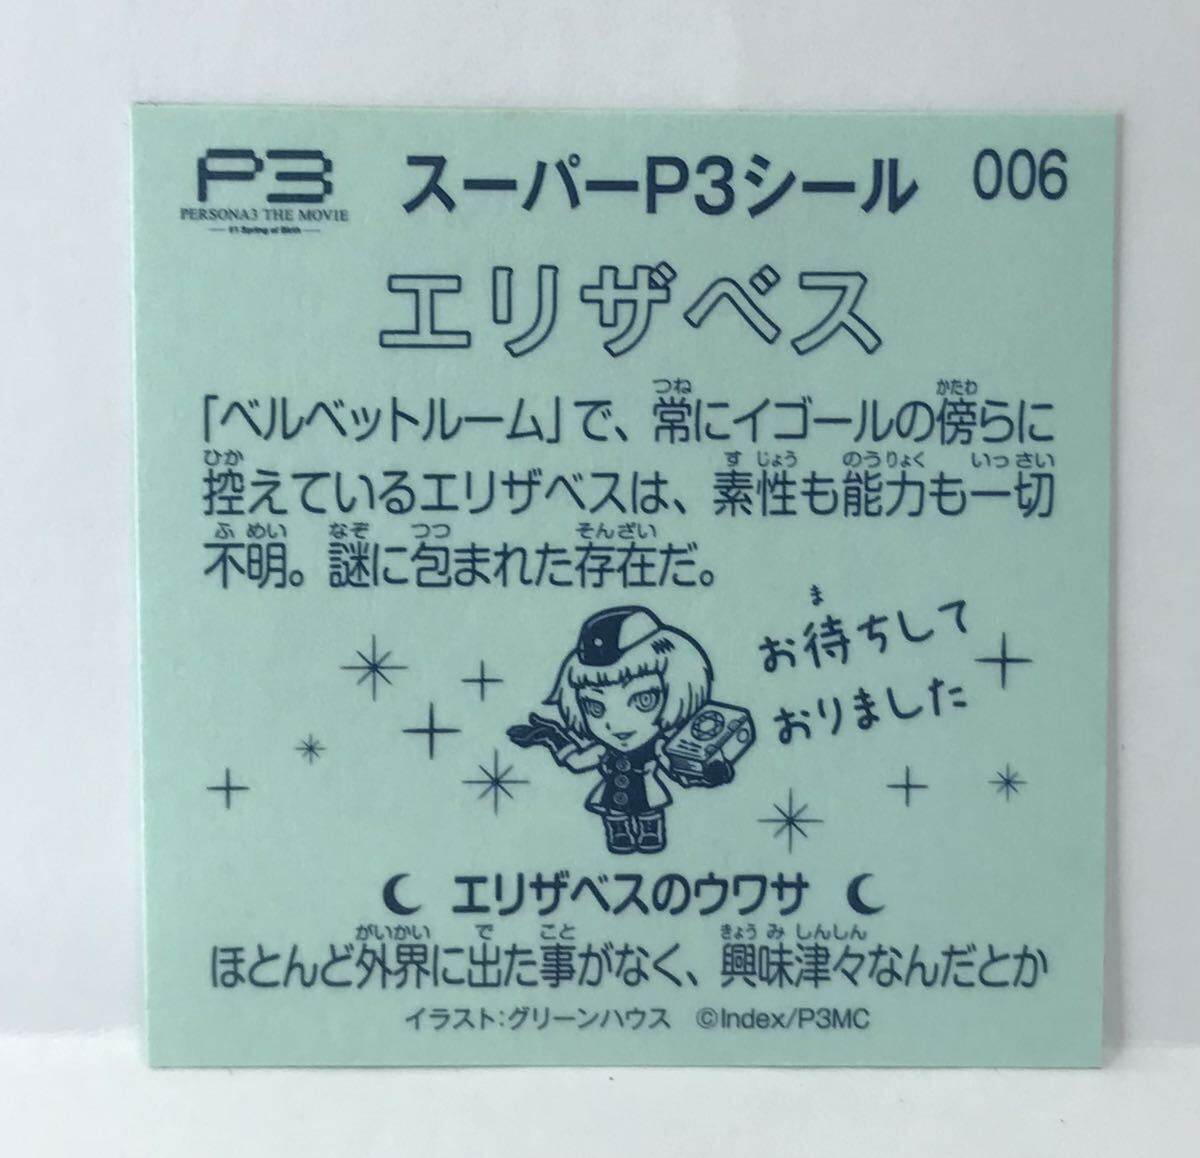 P3 スーパーP3シール 006
PERSONA3 THE MOVIE
—#1 Spring of Birth—
エリザベス
つね かたわ
「ベルベットルーム」で、常にイゴールの傍らに
ひか す じょう のうりょく いっさい
控えているエリザベスは、素性も能力も一切
ふ めい なぞ つつ そんざい
不明。謎に包まれた存在だ。
ま
お待ちして
おりました
エリザベスのウワサ
がいかい で こと きょう み しんしん
ほとんど外界に出た事がなく、興味津々なんだとか
イラスト:グリーンハウス ©Index/P3MC